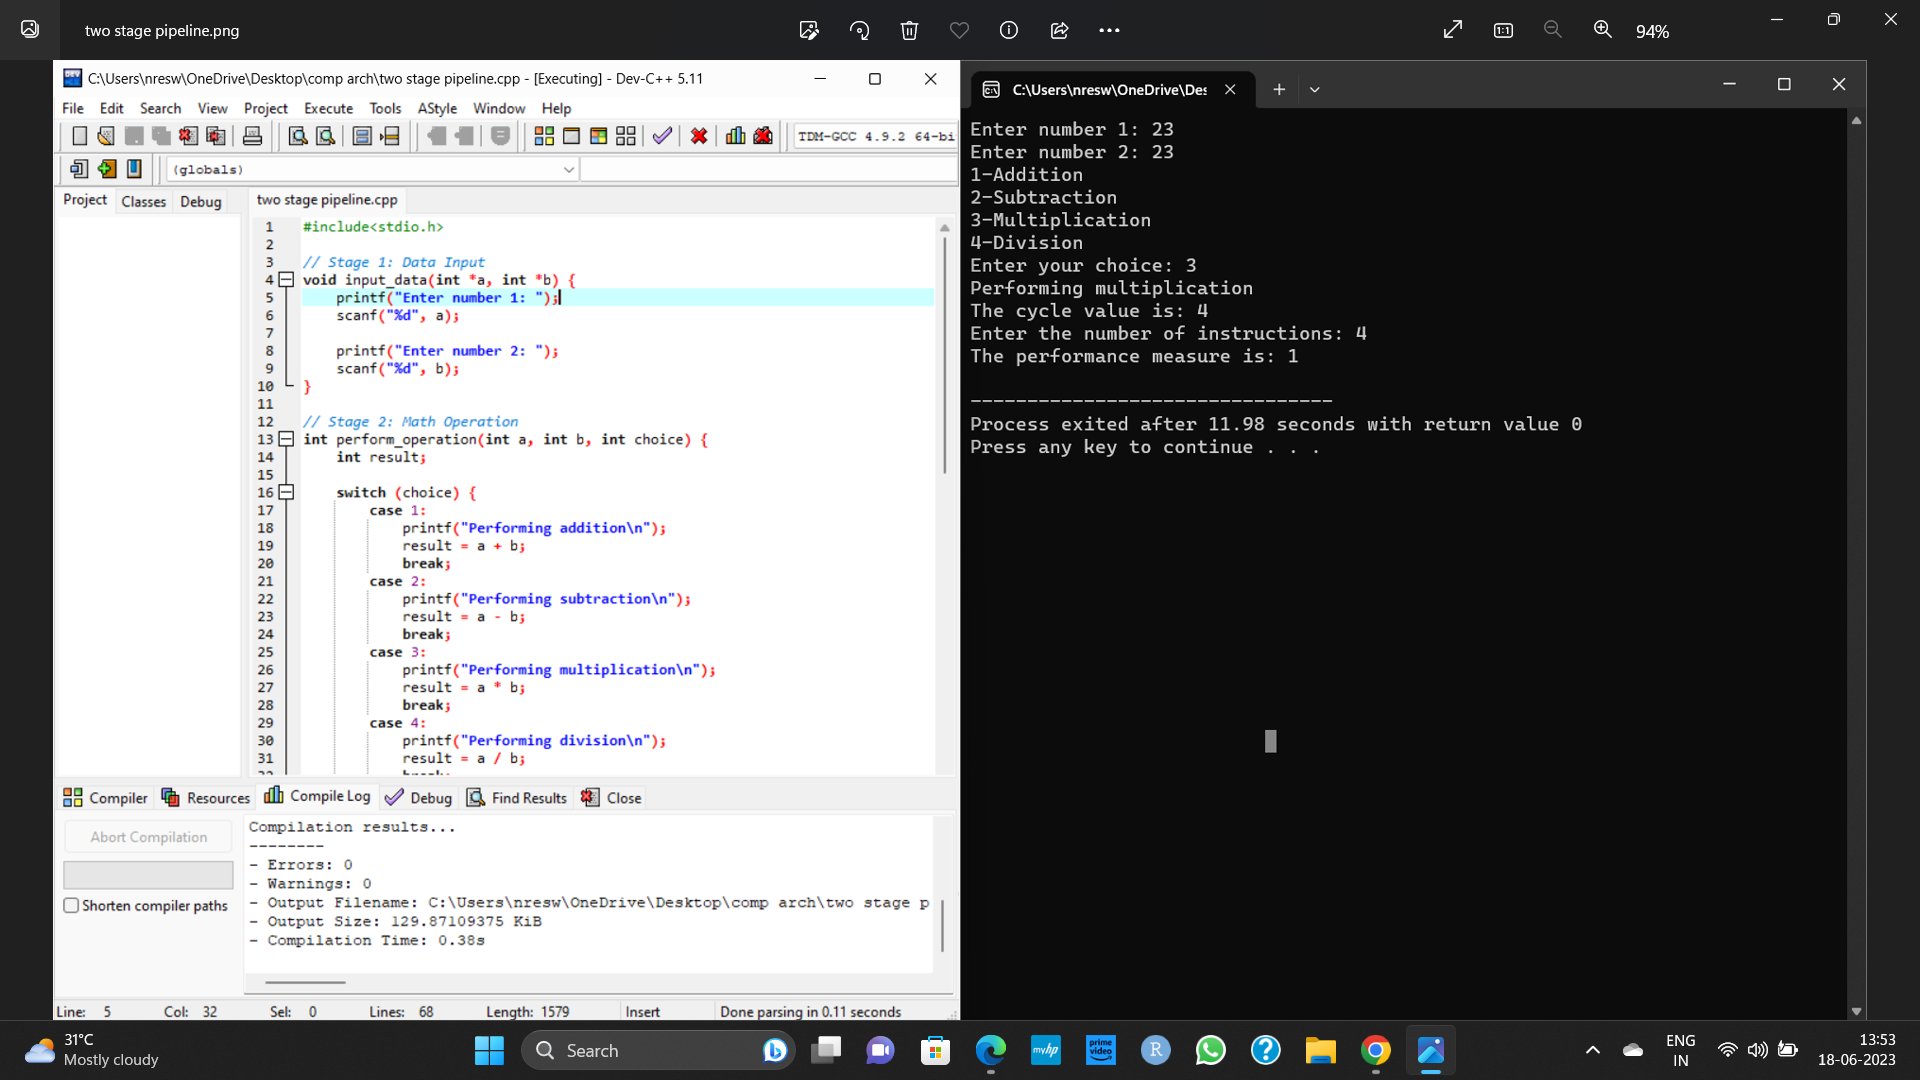 two stage pipeline.png
94%
C:\Users\nresw\OneDrive\Desktop\comp arch\two stage pipeline.cpp - [Executing] - Dev-C++ 5.11
File Edit Search View Project Execute Tools AStyle Window Help
TDM-GCC 4.9.2 64-bi
(globals)
Project Classes Debug
two stage pipeline.cpp
1 #include<stdio.h>
2
3 // Stage 1: Data Input
4 void input_data(int *a, int *b) {
5 printf("Enter number 1: ");
6 scanf("%d", a);
7
8 printf("Enter number 2: ");
9 scanf("%d", b);
10 }
11
12 // Stage 2: Math Operation
13 int perform_operation(int a, int b, int choice) {
14 int result;
15
16 switch (choice) {
17 case 1:
18 printf("Performing addition\n");
19 result = a + b;
20 break;
21 case 2:
22 printf("Performing subtraction\n");
23 result = a - b;
24 break;
25 case 3:
26 printf("Performing multiplication\n");
27 result = a * b;
28 break;
29 case 4:
30 printf("Performing division\n");
31 result = a / b;
Compiler Resources Compile Log Debug Find Results Close
Abort Compilation
Shorten compiler paths
Compilation results...
--------
- Errors: 0
- Warnings: 0
- Output Filename: C:\Users\nresw\OneDrive\Desktop\comp arch\two stage p
- Output Size: 129.87109375 KiB
- Compilation Time: 0.38s
Line: 5 Col: 32 Sel: 0 Lines: 68 Length: 1579 Insert Done parsing in 0.11 seconds
C:\Users\nresw\OneDrive\Des
Enter number 1: 23
Enter number 2: 23
1-Addition
2-Subtraction
3-Multiplication
4-Division
Enter your choice: 3
Performing multiplication
The cycle value is: 4
Enter the number of instructions: 4
The performance measure is: 1
--------------------------------
Process exited after 11.98 seconds with return value 0
Press any key to continue . . .
31°C
Mostly cloudy
Search
myhp
prime video
R
ENG
IN
13:53
18-06-2023